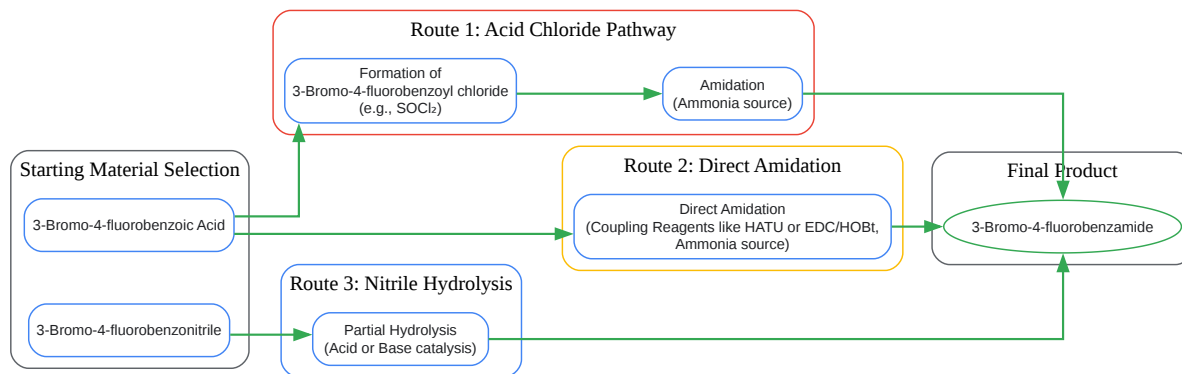 Route 1: Acid Chloride Pathway
Formation of
3-Bromo-4-fluorobenzoyl chloride
(e.g., SOCl₂)
Amidation
(Ammonia source)
Starting Material Selection
3-Bromo-4-fluorobenzoic Acid
3-Bromo-4-fluorobenzonitrile
Route 2: Direct Amidation
Direct Amidation
(Coupling Reagents like HATU or EDC/HOBt,
Ammonia source)
Route 3: Nitrile Hydrolysis
Partial Hydrolysis
(Acid or Base catalysis)
Final Product
3-Bromo-4-fluorobenzamide